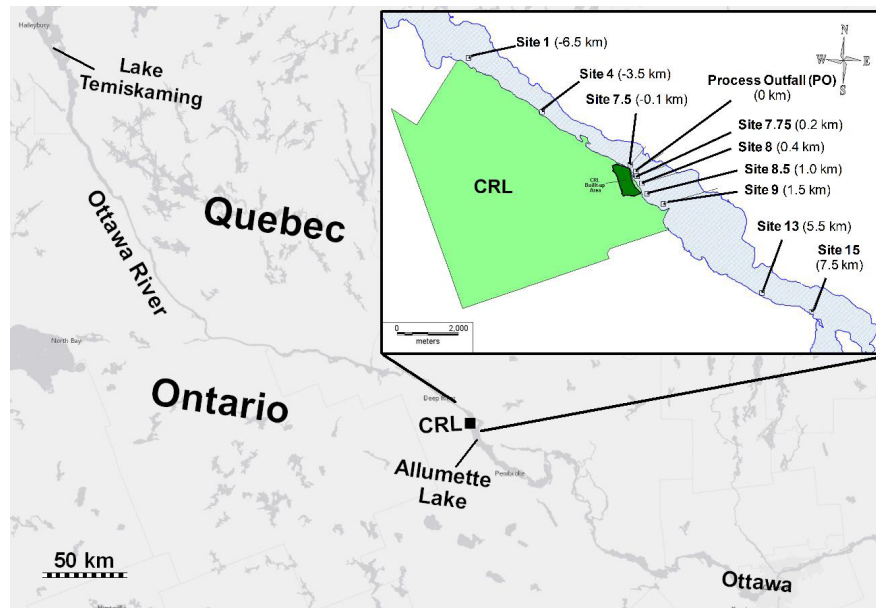 Haileybury
Lake
Temiskaming
Ottawa River
Quebec
North Bay
Ontario
Deep River
CRL
Allumette
Lake
Pembroke
50 km
Ottawa
Site 1 (-6.5 km)
Site 4 (-3.5 km)
Site 7.5 (-0.1 km)
Process Outfall (PO)
(0 km)
Site 7.75 (0.2 km)
Site 8 (0.4 km)
Site 8.5 (1.0 km)
Site 9 (1.5 km)
Site 13 (5.5 km)
Site 15
(7.5 km)
CRL
CRL
Built-up
Area
N
W E
S
0 2,000
meters